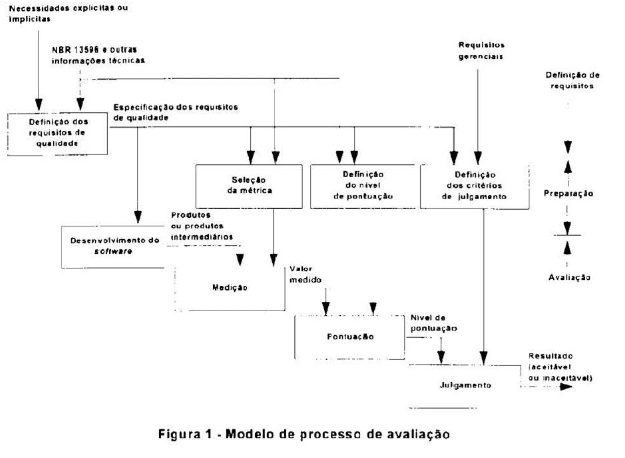 Necessidades explícitas ou
implícitas
NBR 13596 e outras
informações técnicas
Requisitos
gerenciais
Definição de
requisitos
Especificação dos requisitos
de qualidade
Definição dos
requisitos de
qualidade
Seleção
da métrica
Definição
do nível
de pontuação
Definição
dos critérios
de julgamento
Preparação
Produtos
ou produtos
intermediários
Desenvolvimento do
software
Medição
Valor
medido
Avaliação
Pontuação
Nível de
pontuação
Julgamento
Resultado
(aceitável
ou inaceitável)
Figura 1 - Modelo de processo de avaliação